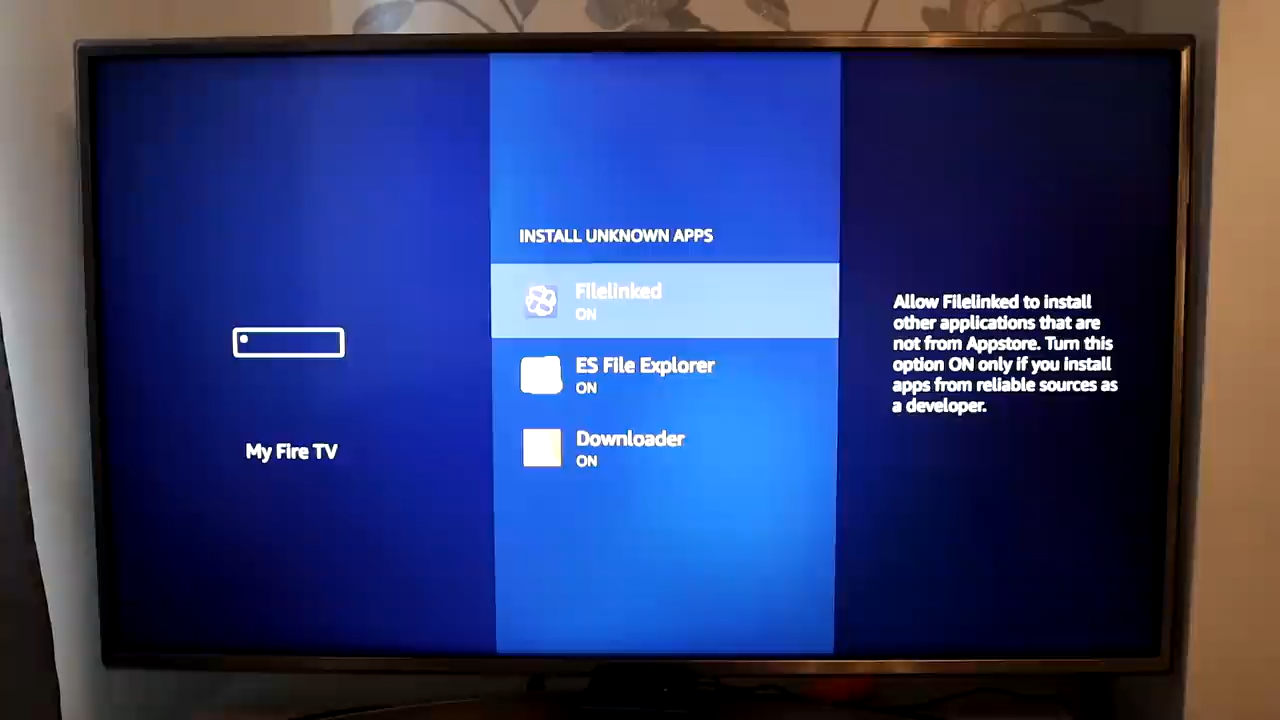 INSTALL UNKNOWN APPS
Filelinked
ON
ES File Explorer
ON
Downloader
ON
My Fire TV
Allow Filelinked to install
other applications that are
not from Appstore. Turn this
option ON only if you install
apps from reliable sources as
a developer.